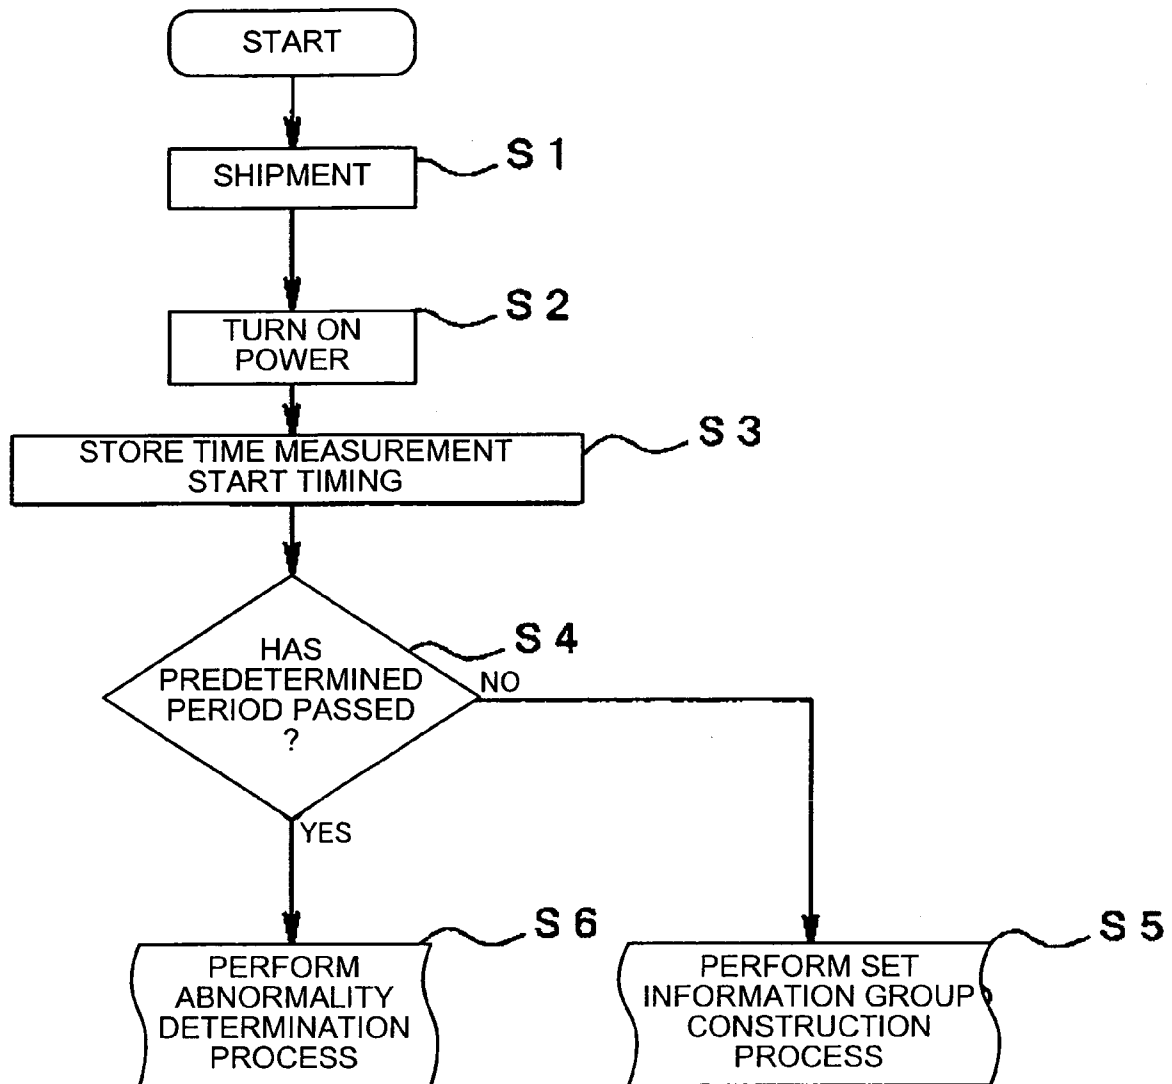 START
SHIPMENT
S 1
TURN ON
POWER
S 2
STORE TIME MEASUREMENT
START TIMING
S 3
HAS
PREDETERMINED
PERIOD PASSED
?
S 4
NO
YES
PERFORM
ABNORMALITY
DETERMINATION
PROCESS
S 6
PERFORM SET
INFORMATION GROUP
CONSTRUCTION
PROCESS
S 5